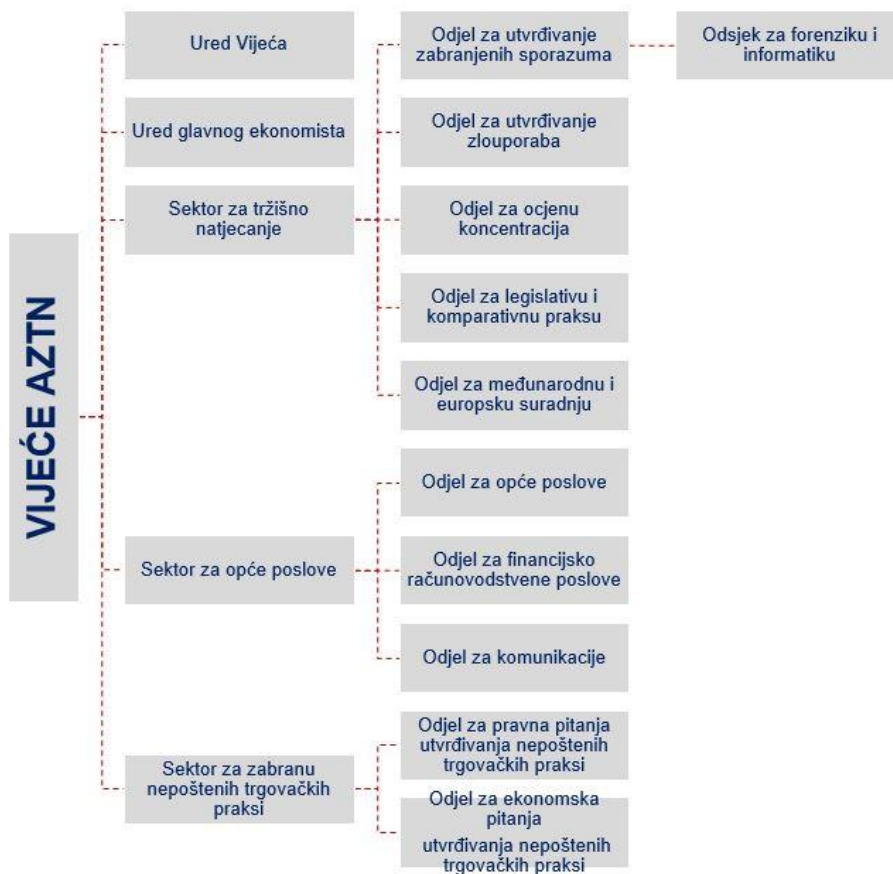 VIJEĆE AZTN
Ured Vijeća
Ured glavnog ekonomista
Sektor za tržišno
natjecanje
Odjel za utvrđivanje
zabranjenih sporazuma
Odsjek za forenziku i
informatiku
Odjel za utvrđivanje
zlouporaba
Odjel za ocjenu
koncentracija
Odjel za legislativu i
komparativnu praksu
Odjel za međunarodnu i
europsku suradnju
Sektor za opće poslove
Odjel za opće poslove
Odjel za financijsko
računovodstvene poslove
Odjel za komunikacije
Sektor za zabranu
nepoštenih trgovačkih
praksi
Odjel za pravna pitanja
utvrđivanja nepoštenih
trgovačkih praksi
Odjel za ekonomska
pitanja
utvrđivanja nepoštenih
trgovačkih praksi